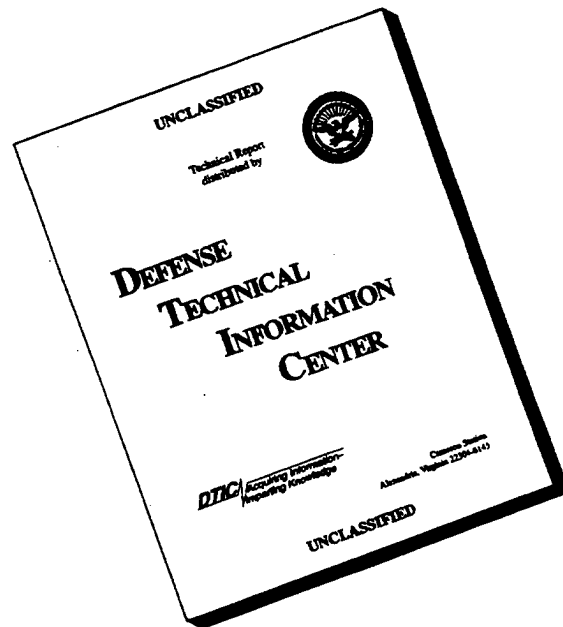 UNCLASSIFIED
Technical Report
distributed by
DEFENSE
TECHNICAL
INFORMATION
CENTER
DTIC
Acquiring Information-
Imparting Knowledge
Cameron Station
Alexandria, Virginia 22304-6145
UNCLASSIFIED